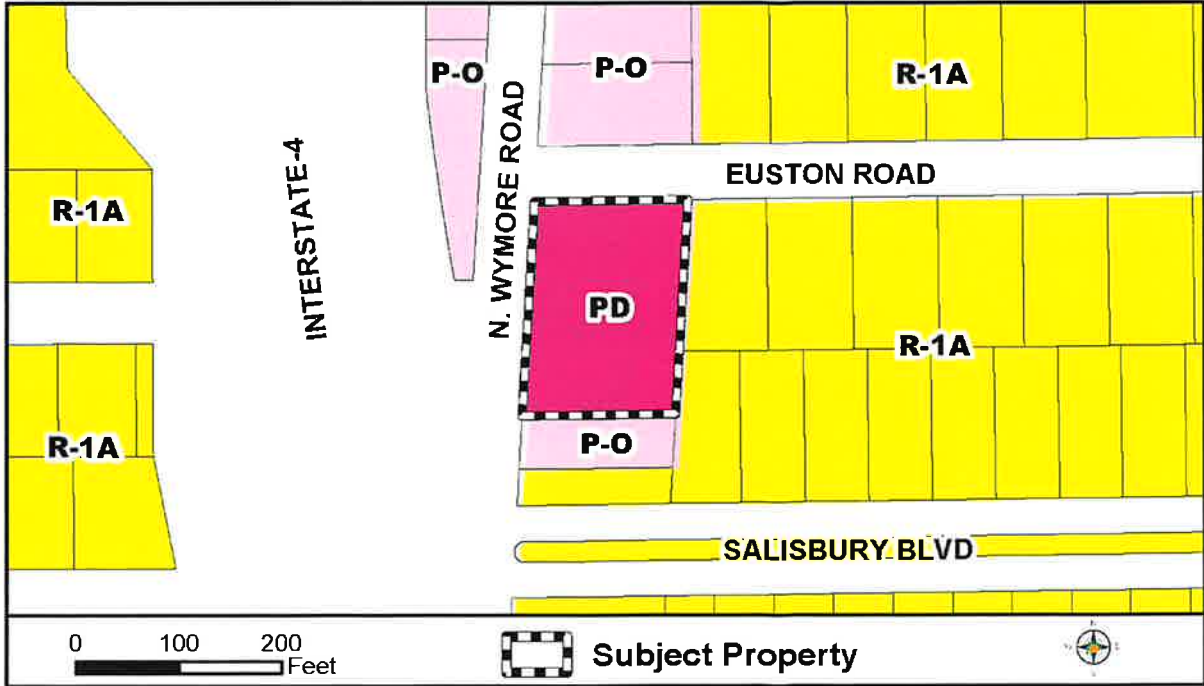 P-O
P-O
R-1A
N. WYMORE ROAD
INTERSTATE-4
EUSTON ROAD
R-1A
PD
R-1A
P-O
R-1A
SALISBURY BLVD
0 100 200
Feet
Subject Property